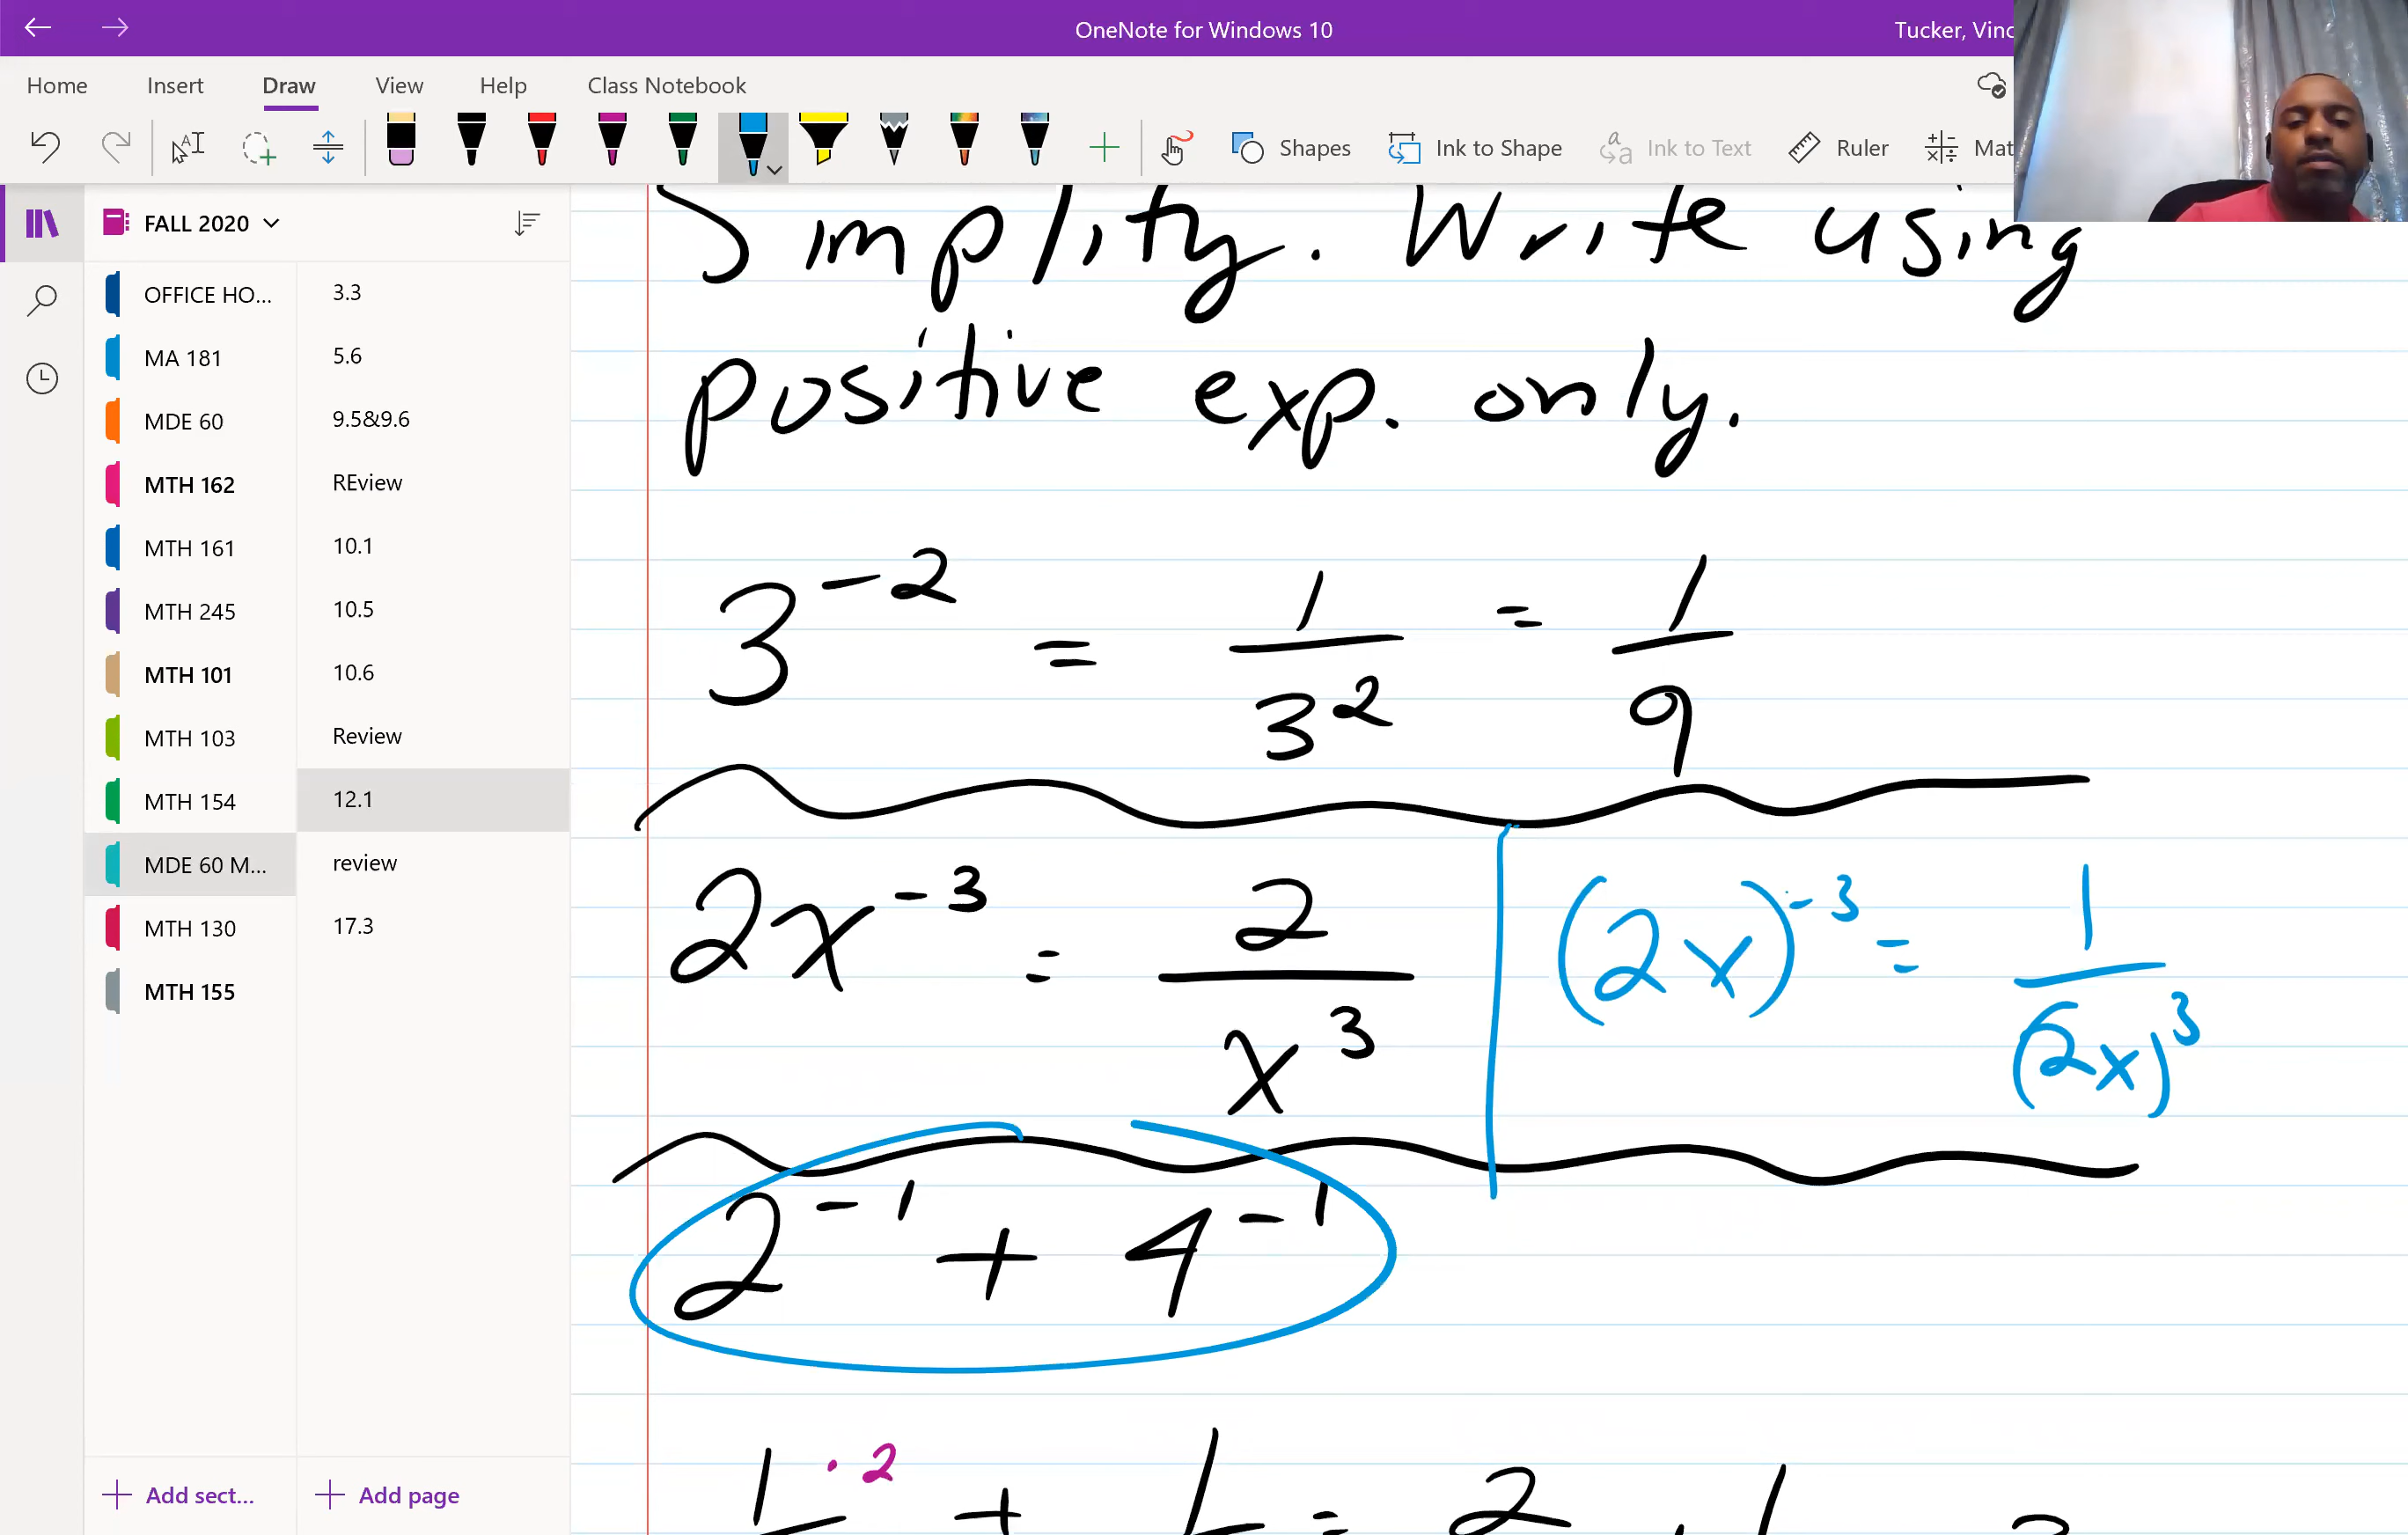 OneNote for Windows 10
Tucker, Vinc
Home Insert Draw View Help Class Notebook
Shapes Ink to Shape Ink to Text Ruler Mat
FALL 2020
OFFICE HO...
MA 181
MDE 60
MTH 162
MTH 161
MTH 245
MTH 101
MTH 103
MTH 154
MDE 60 M...
MTH 130
MTH 155
Add sect...
3.3
5.6
9.5&9.6
REview
10.1
10.5
10.6
Review
12.1
review
17.3
Add page
Simplify. Write using
positive exp. only.
3⁻² = 1/3² = 1/9
2x⁻³ = 2/x³
(2x)⁻³ = 1/(2x)³
2⁻¹ + 4⁻¹